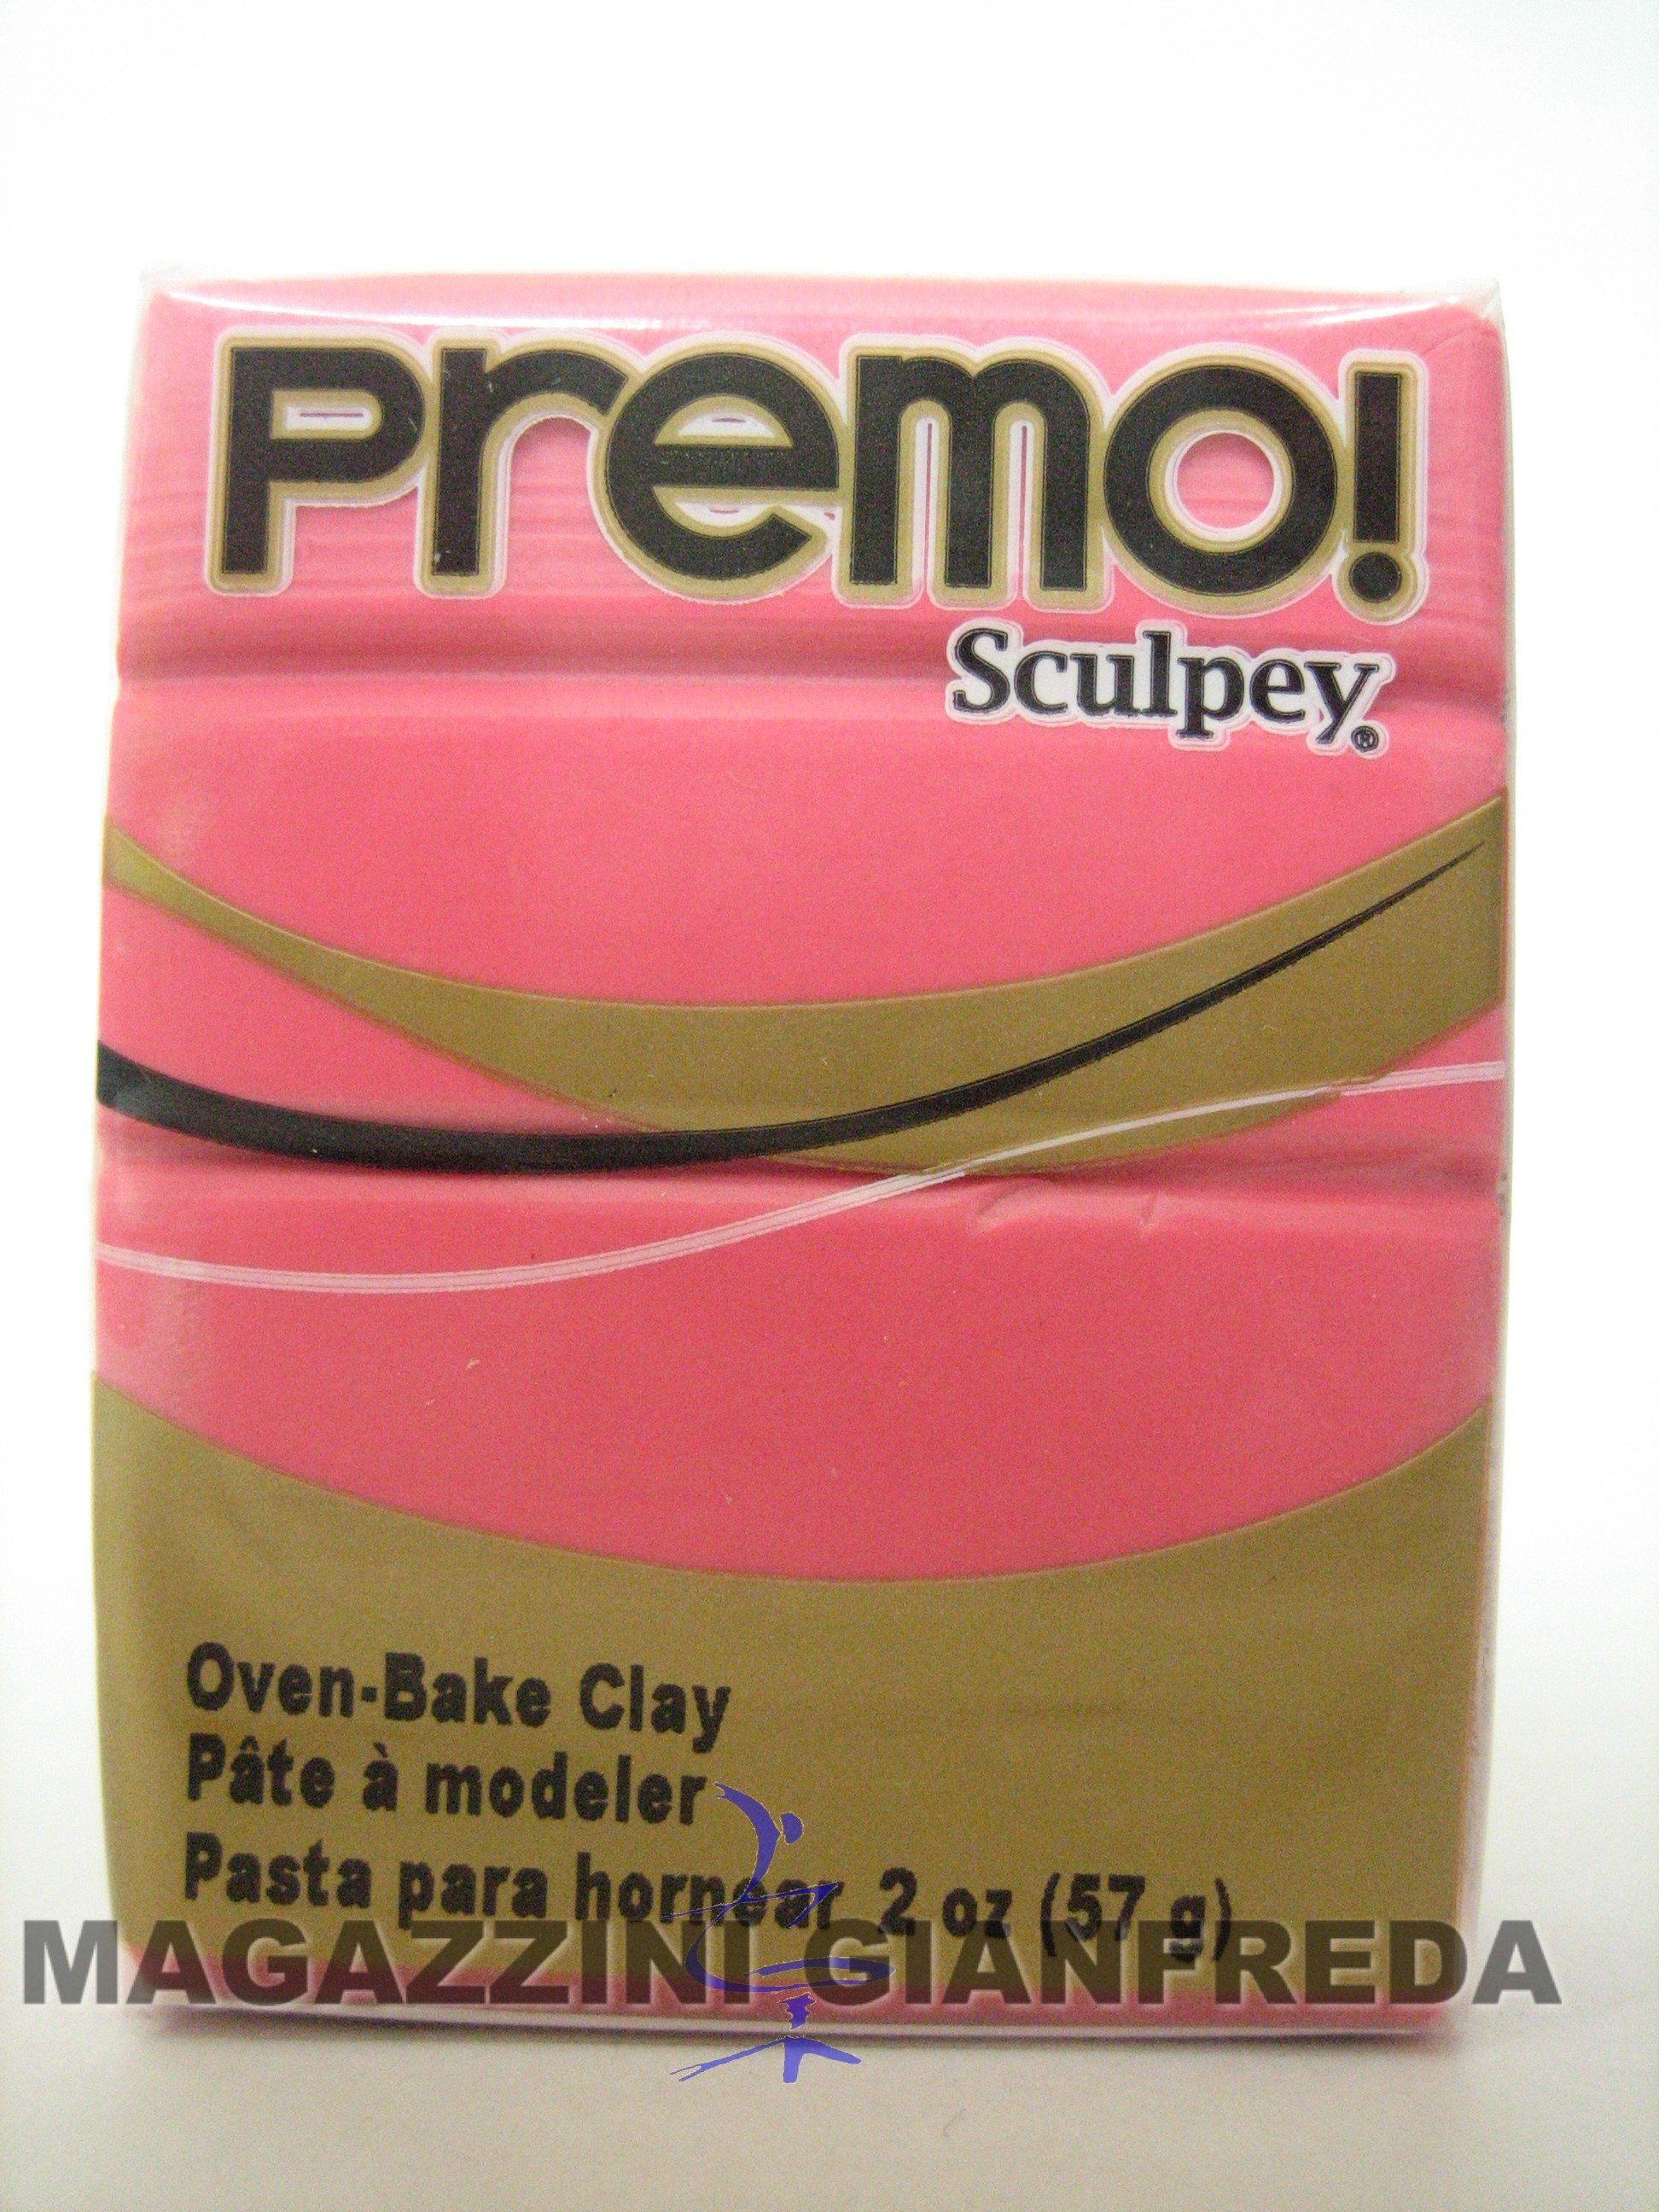 Premo!
Sculpey®
Oven-Bake Clay
Pâte à modeler
Pasta para hornear 2 oz (57 g)
MAGAZZINI GIANFREDA